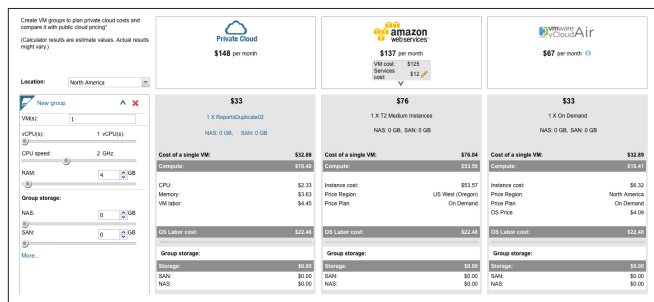 Create VM groups to plan private cloud costs and
compare it with public cloud pricing*
(Calculator results are estimate values. Actual results
might vary.)
Location:
North America
Private Cloud
$148 per month
amazon
webservices™
$137 per month
VM cost: $125
Services
cost: $12
vmware
vCloud Air
$67 per month
New group
VM(s): 1
vCPU(s): 1 vCPU(s):
CPU speed: 2 GHz
RAM: 4 GB
Group storage:
NAS: 0 GB
SAN: 0 GB
More...
$33
1 X ReportsDuplicate02
NAS: 0 GB, SAN: 0 GB
Cost of a single VM: $32.88
Compute: $10.40
CPU: $2.33
Memory: $3.63
VM labor: $4.45
OS Labor cost: $22.48
Group storage:
Storage: $0.00
SAN: $0.00
NAS: $0.00
$76
1 X T2 Medium Instances
NAS: 0 GB, SAN: 0 GB
Cost of a single VM: $76.04
Compute: $53.56
Instance cost: $53.57
Price Region US West (Oregon)
Price Plan On Demand
OS Labor cost: $22.48
Group storage:
Storage: $0.00
SAN: $0.00
NAS: $0.00
$33
1 X On Demand
NAS: 0 GB, SAN: 0 GB
Cost of a single VM: $32.89
Compute: $10.41
Instance cost: $6.32
Price Region North America
Price Plan On Demand
OS Price $4.09
OS Labor cost: $22.48
Group storage:
Storage: $0.00
SAN: $0.00
NAS: $0.00